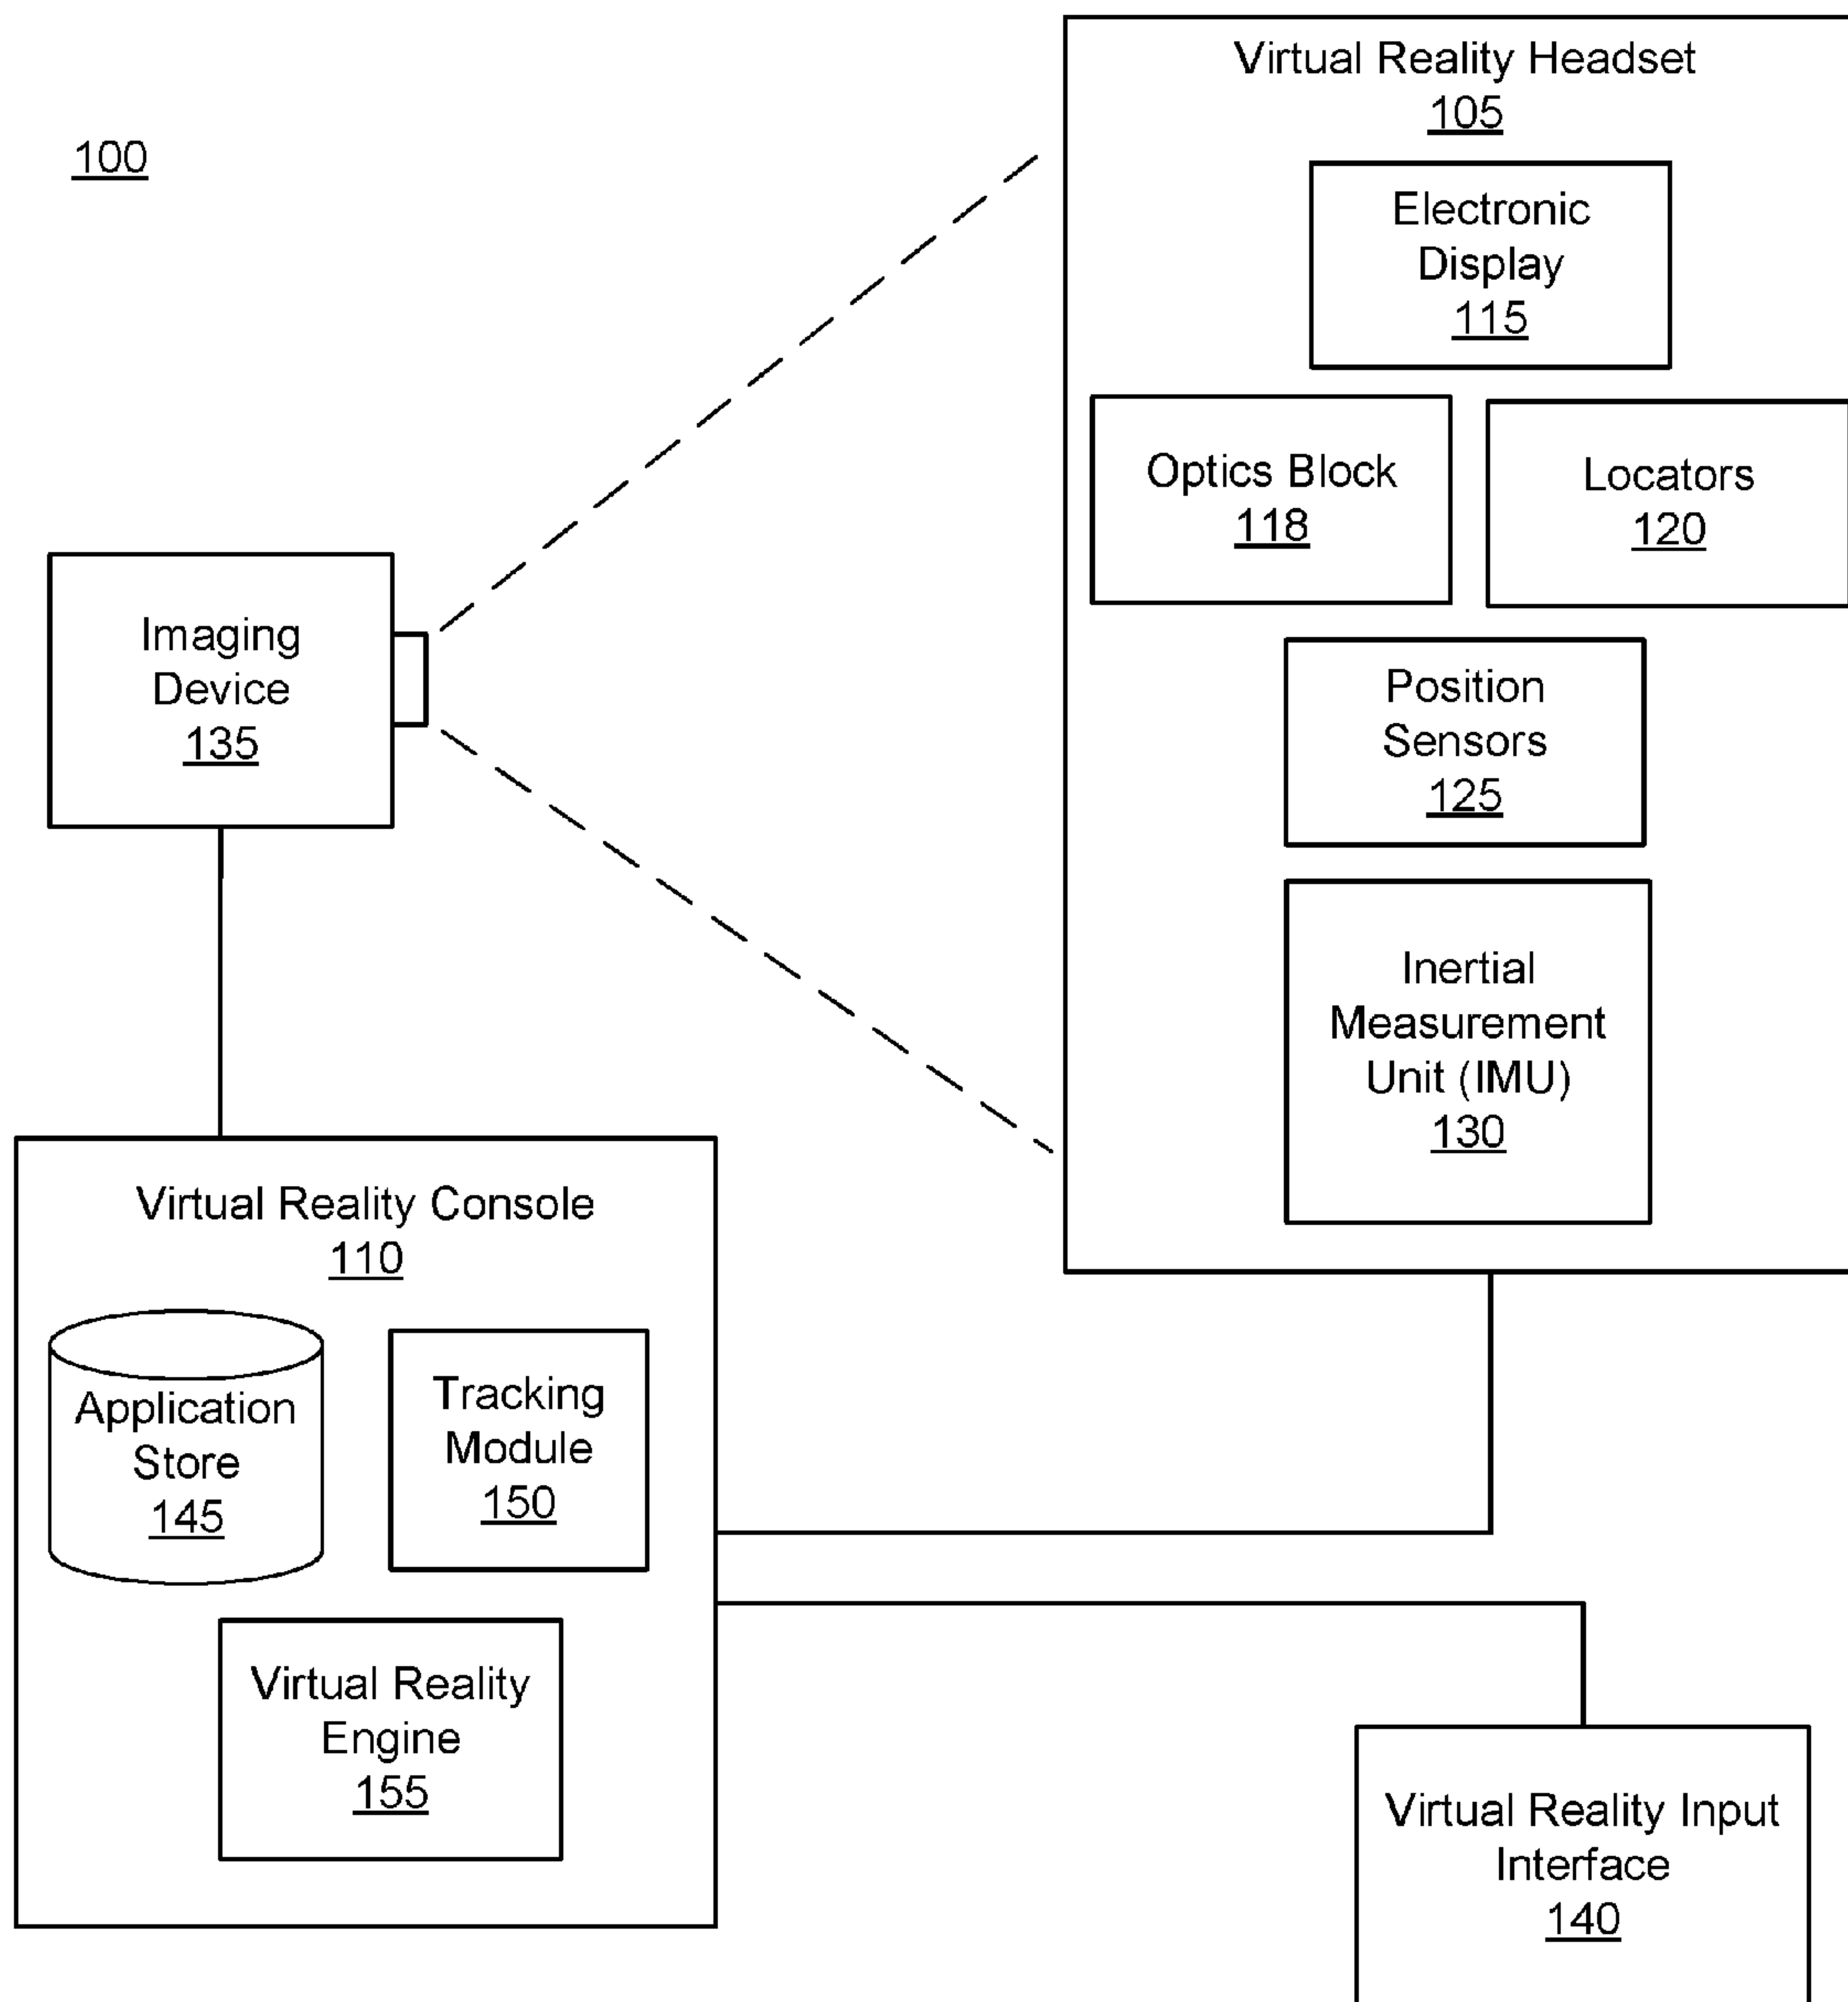 100
Virtual Reality Headset
105
Electronic
Display
115
Optics Block
118
Locators
120
Position
Sensors
125
Inertial
Measurement
Unit (IMU)
130
Imaging
Device
135
Virtual Reality Console
110
Application
Store
145
Tracking
Module
150
Virtual Reality
Engine
155
Virtual Reality Input
Interface
140